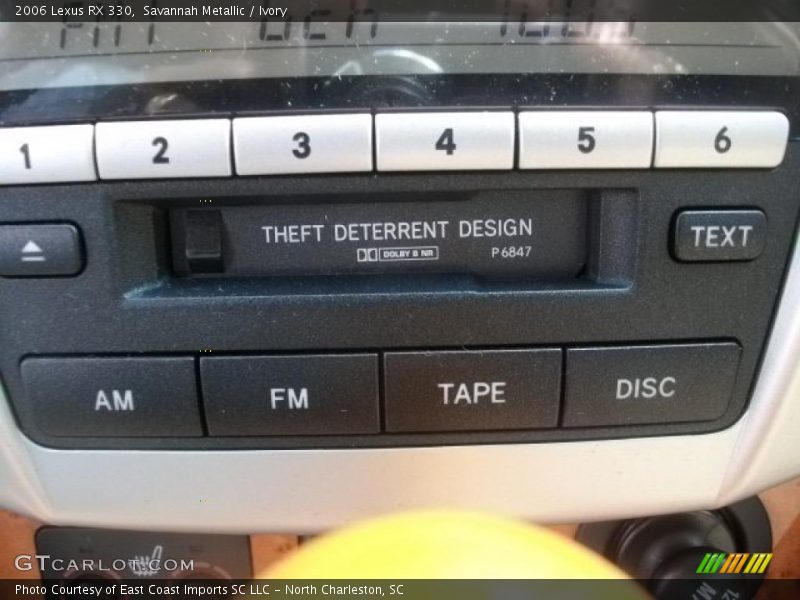 2006 Lexus RX 330, Savannah Metallic / Ivory
1 2 3 4 5 6
THEFT DETERRENT DESIGN
DOLBY B NR P6847
TEXT
AM FM TAPE DISC
GTCARLOT.COM
Photo Courtesy of East Coast Imports SC LLC - North Charleston, SC